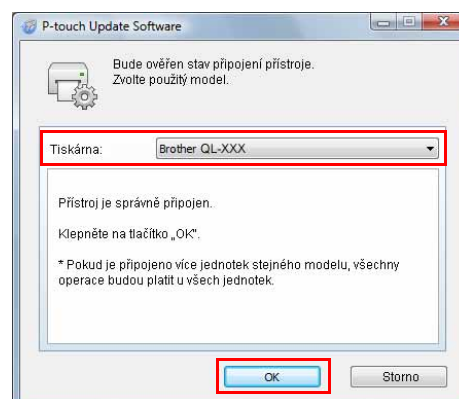 P-touch Update Software
Bude ověřen stav připojení přístroje.
Zvolte použitý model.
Tiskárna:
Brother QL-XXX
Přístroj je správně připojen.
Klepněte na tlačítko „OK".
* Pokud je připojeno více jednotek stejného modelu, všechny
operace budou platit u všech jednotek.
OK
Storno